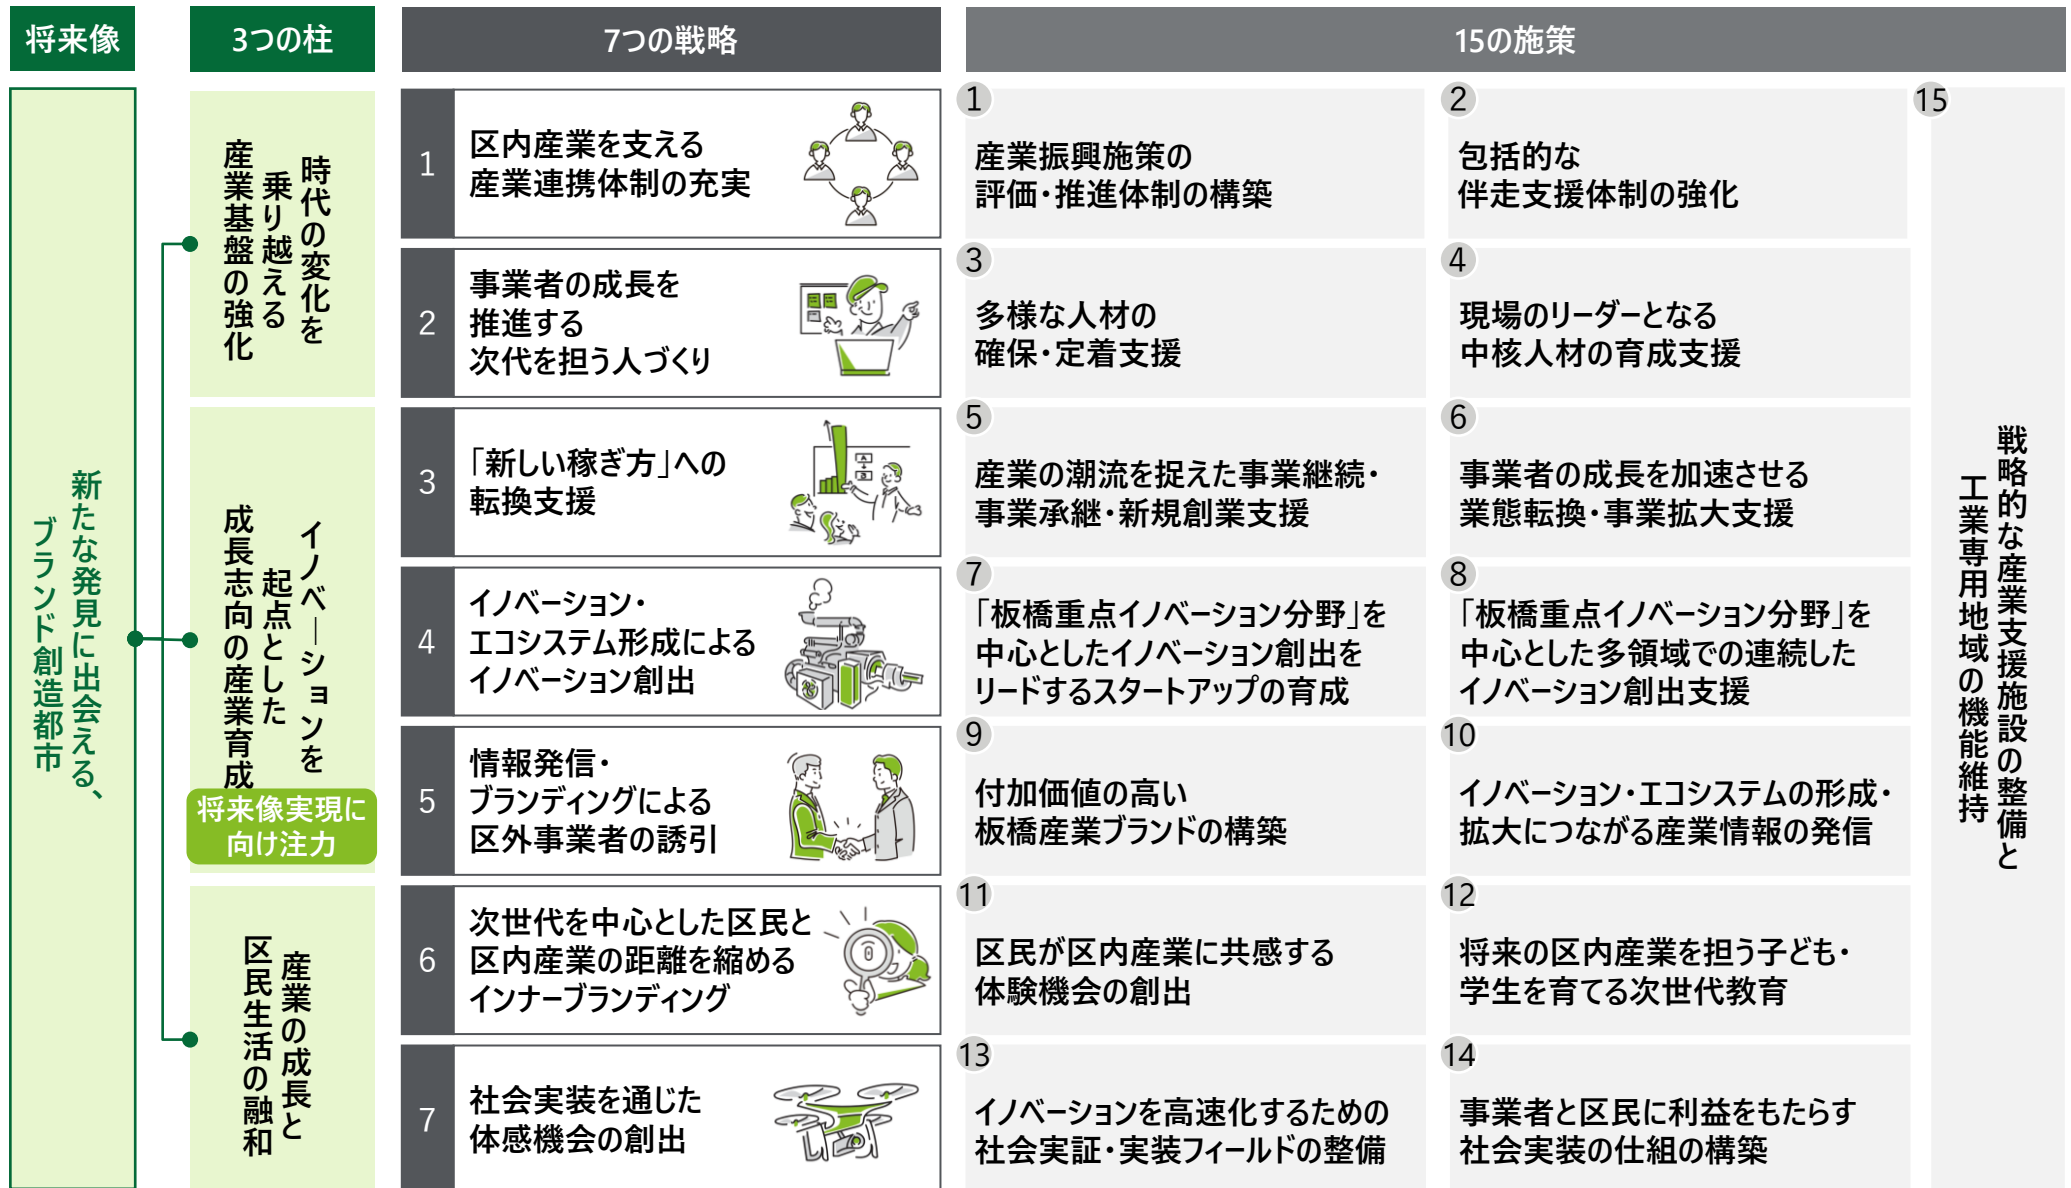 将来像
3つの柱
7つの戦略
15の施策
新たな発見に出会える、
ブランド創造都市
時代の変化を
乗り越える
産業基盤の強化
1
区内産業を支える
産業連携体制の充実
1
産業振興施策の
評価・推進体制の構築
2
包括的な
伴走支援体制の強化
2
事業者の成長を
推進する
次代を担う人づくり
3
多様な人材の
確保・定着支援
4
現場のリーダーとなる
中核人材の育成支援
イノベーションを
起点とした
成長志向の産業育成
将来像実現に
向け注力
3
「新しい稼ぎ方」への
転換支援
5
産業の潮流を捉えた事業継続・
事業承継・新規創業支援
6
事業者の成長を加速させる
業態転換・事業拡大支援
4
イノベーション・
エコシステム形成による
イノベーション創出
7
「板橋重点イノベーション分野」を
中心としたイノベーション創出を
リードするスタートアップの育成
8
「板橋重点イノベーション分野」を
中心とした多領域での連続した
イノベーション創出支援
5
情報発信・
ブランディングによる
区外事業者の誘引
9
付加価値の高い
板橋産業ブランドの構築
10
イノベーション・エコシステムの形成・
拡大につながる産業情報の発信
産業の成長と
区民生活の融和
6
次世代を中心とした区民と
区内産業の距離を縮める
インナーブランディング
11
区民が区内産業に共感する
体験機会の創出
12
将来の区内産業を担う子ども・
学生を育てる次世代教育
7
社会実装を通じた
体感機会の創出
13
イノベーションを高速化するための
社会実証・実装フィールドの整備
14
事業者と区民に利益をもたらす
社会実装の仕組の構築
15
戦略的な産業支援施設の整備と
工業専用地域の機能維持